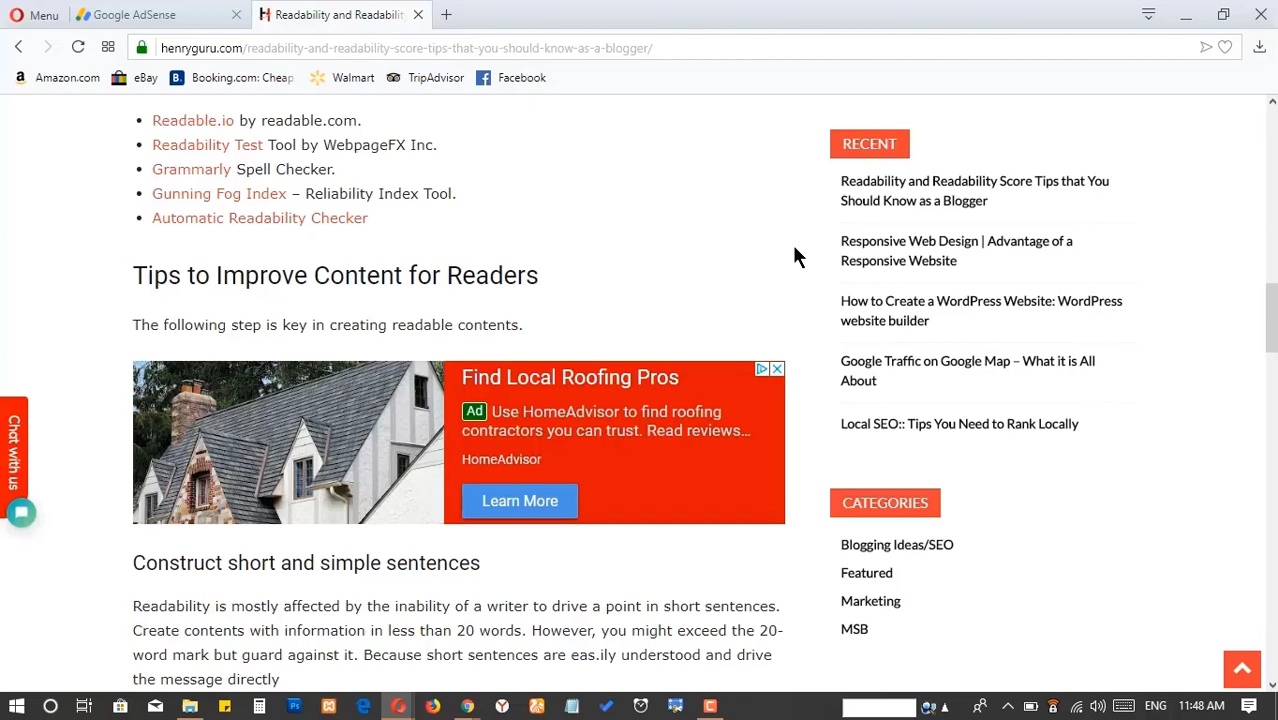 Menu
Google AdSense
Readability and Readabilit
henryguru.com/readability-and-readability-score-tips-that-you-should-know-as-a-blogger/
Amazon.com
eBay
Booking.com: Cheap
Walmart
TripAdvisor
Facebook
• Readable.io by readable.com.
• Readability Test Tool by WebpageFX Inc.
• Grammarly Spell Checker.
• Gunning Fog Index – Reliability Index Tool.
• Automatic Readability Checker
Tips to Improve Content for Readers
The following step is key in creating readable contents.
Find Local Roofing Pros
Ad Use HomeAdvisor to find roofing
contractors you can trust. Read reviews...
HomeAdvisor
Learn More
Construct short and simple sentences
Readability is mostly affected by the inability of a writer to drive a point in short sentences.
Create contents with information in less than 20 words. However, you might exceed the 20-
word mark but guard against it. Because short sentences are eas.ily understood and drive
the message directly
Chat with us
RECENT
Readability and Readability Score Tips that You
Should Know as a Blogger
Responsive Web Design | Advantage of a
Responsive Website
How to Create a WordPress Website: WordPress
website builder
Google Traffic on Google Map – What it is All
About
Local SEO:: Tips You Need to Rank Locally
CATEGORIES
Blogging Ideas/SEO
Featured
Marketing
MSB
11:48 AM